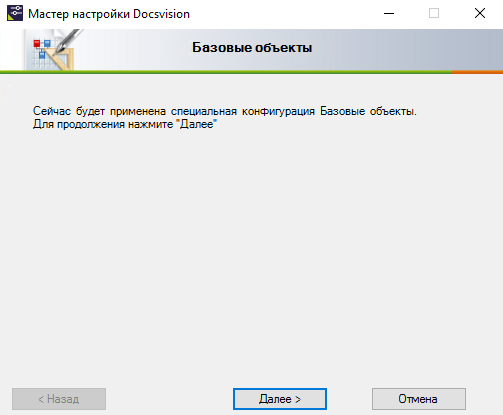 Мастер настройки Docsvision
Базовые объекты
Сейчас будет применена специальная конфигурация Базовые объекты.
Для продолжения нажмите "Далее"
< Назад
Далее >
Отмена